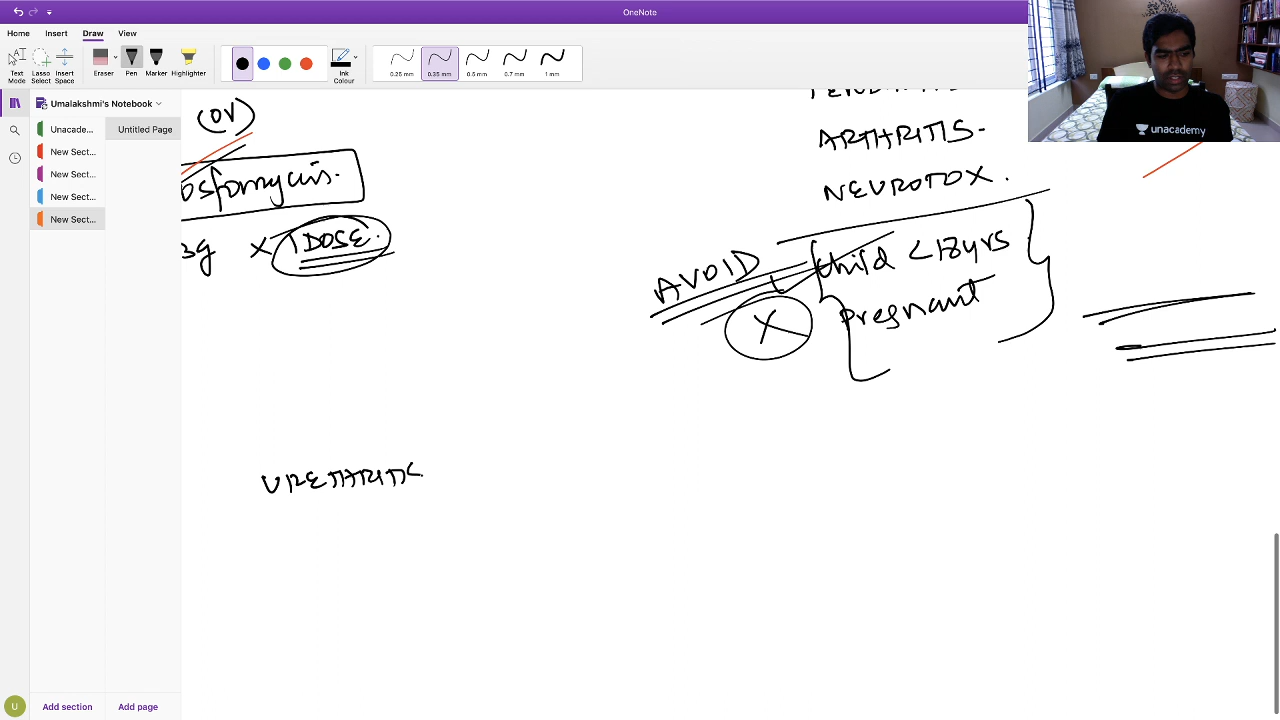 OneNote
Home Insert Draw View
Text Mode Lasso Select Insert Space Eraser Pen Marker Highlighter Ink Colour 0.25 mm 0.35 mm 0.5 mm 0.7 mm 1 mm
Umalakshmi's Notebook
Unacade...
New Sect...
New Sect...
New Sect...
New Sect...
Untitled Page
(OV)
osfomycin.
3g X 1 DOSE.
ARTHRITIS-
NEUROTOX.
AVOID
child <18yrs
pregnant
X
URETHRITIS
unacademy
U
Add section Add page